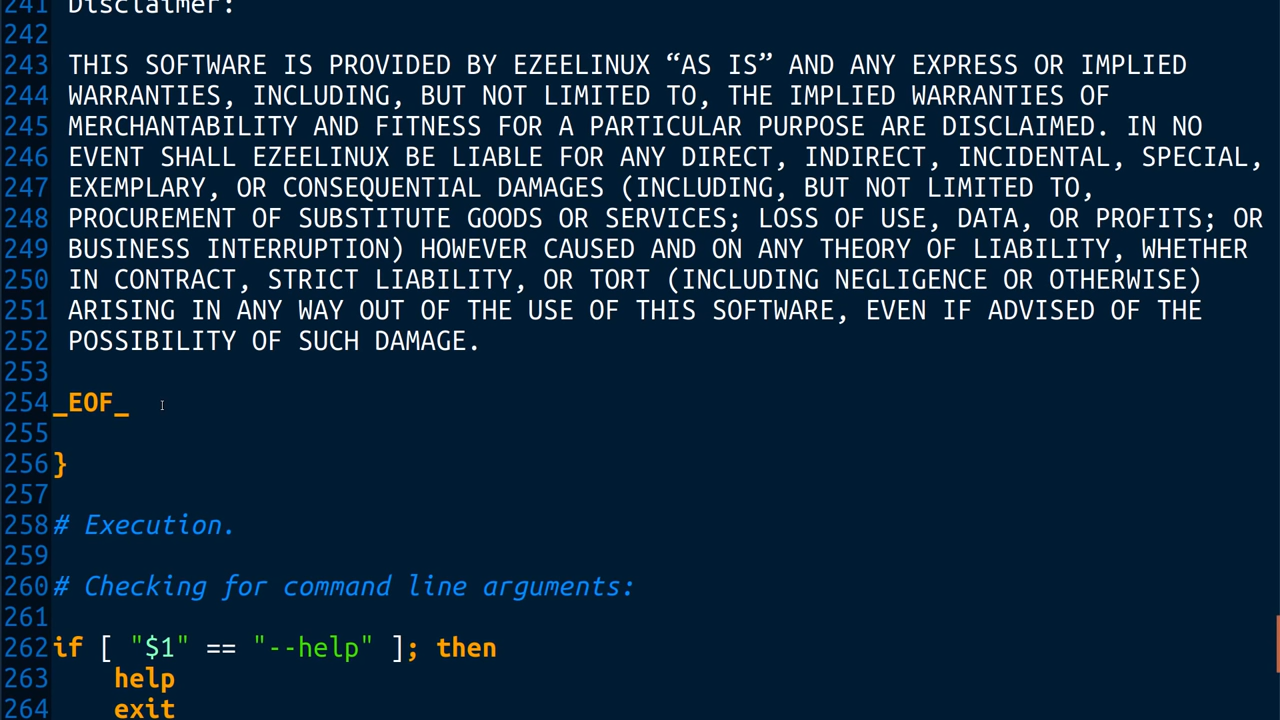 241 Disclaimer:
242
243 THIS SOFTWARE IS PROVIDED BY EZEELINUX “AS IS” AND ANY EXPRESS OR IMPLIED
244 WARRANTIES, INCLUDING, BUT NOT LIMITED TO, THE IMPLIED WARRANTIES OF
245 MERCHANTABILITY AND FITNESS FOR A PARTICULAR PURPOSE ARE DISCLAIMED. IN NO
246 EVENT SHALL EZEELINUX BE LIABLE FOR ANY DIRECT, INDIRECT, INCIDENTAL, SPECIAL,
247 EXEMPLARY, OR CONSEQUENTIAL DAMAGES (INCLUDING, BUT NOT LIMITED TO,
248 PROCUREMENT OF SUBSTITUTE GOODS OR SERVICES; LOSS OF USE, DATA, OR PROFITS; OR
249 BUSINESS INTERRUPTION) HOWEVER CAUSED AND ON ANY THEORY OF LIABILITY, WHETHER
250 IN CONTRACT, STRICT LIABILITY, OR TORT (INCLUDING NEGLIGENCE OR OTHERWISE)
251 ARISING IN ANY WAY OUT OF THE USE OF THIS SOFTWARE, EVEN IF ADVISED OF THE
252 POSSIBILITY OF SUCH DAMAGE.
253
254 _EOF_
255
256 }
257
258 # Execution.
259
260 # Checking for command line arguments:
261
262 if [ "$1" == "--help" ]; then
263     help
264     exit